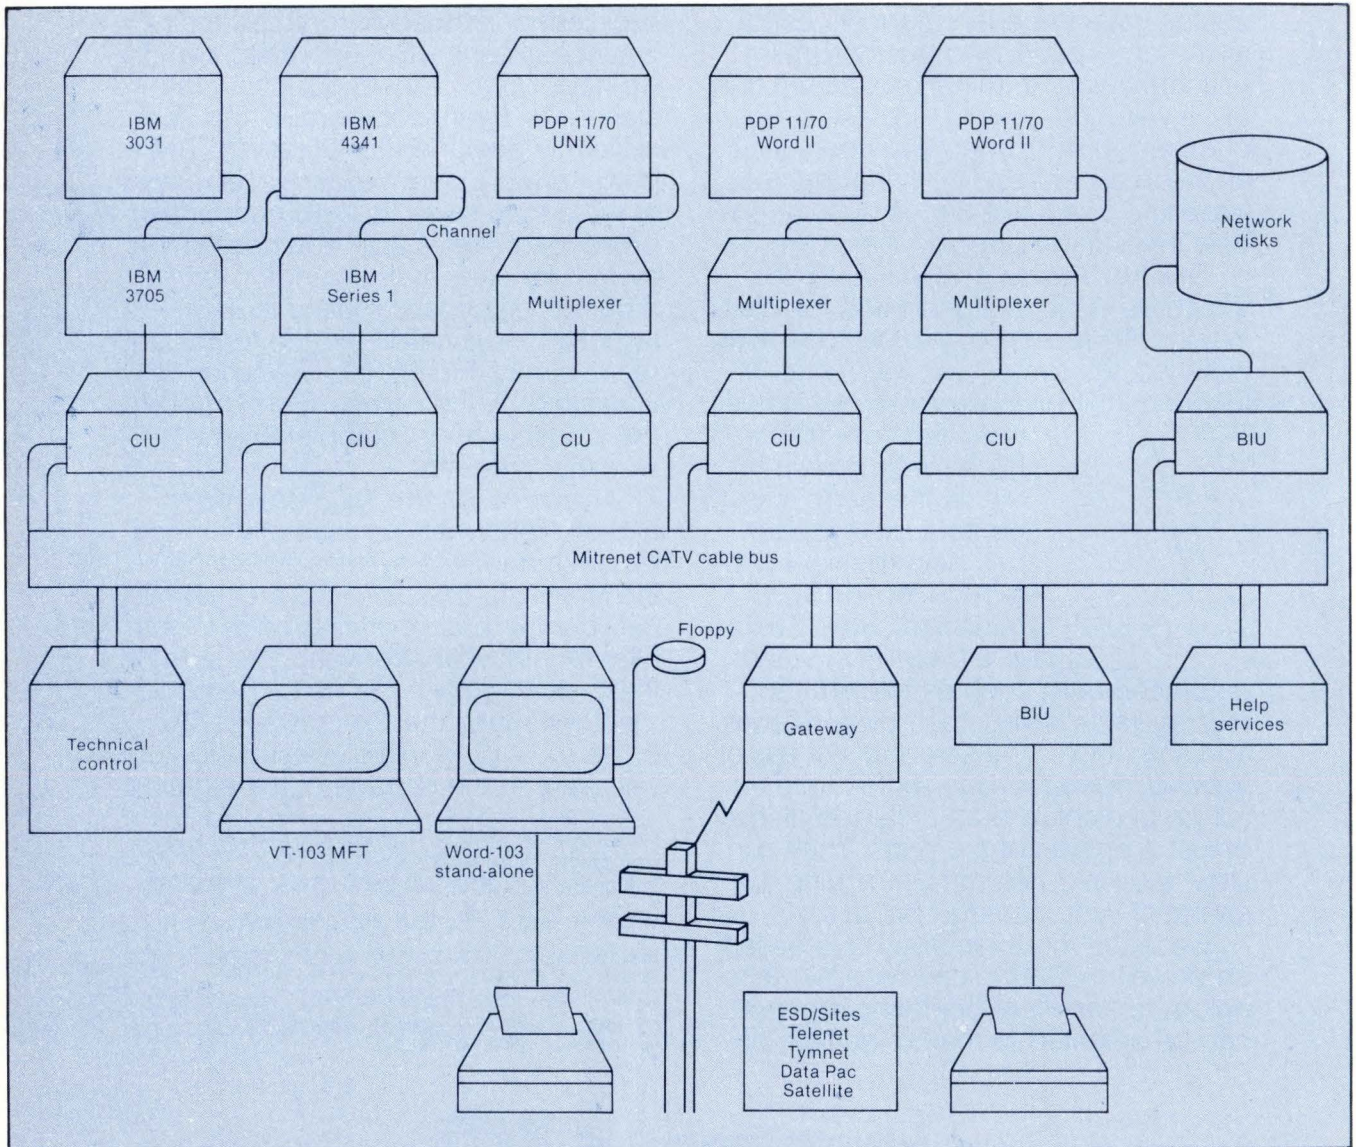 IBM
3031
IBM
4341
PDP 11/70
UNIX
PDP 11/70
Word II
PDP 11/70
Word II
Network
disks
Channel
IBM
3705
IBM
Series 1
Multiplexer
Multiplexer
Multiplexer
CIU
CIU
CIU
CIU
CIU
BIU
Mitrenet CATV cable bus
Floppy
Technical
control
Gateway
BIU
Help
services
VT-103 MFT
Word-103
stand-alone
ESD/Sites
Telenet
Tymnet
Data Pac
Satellite